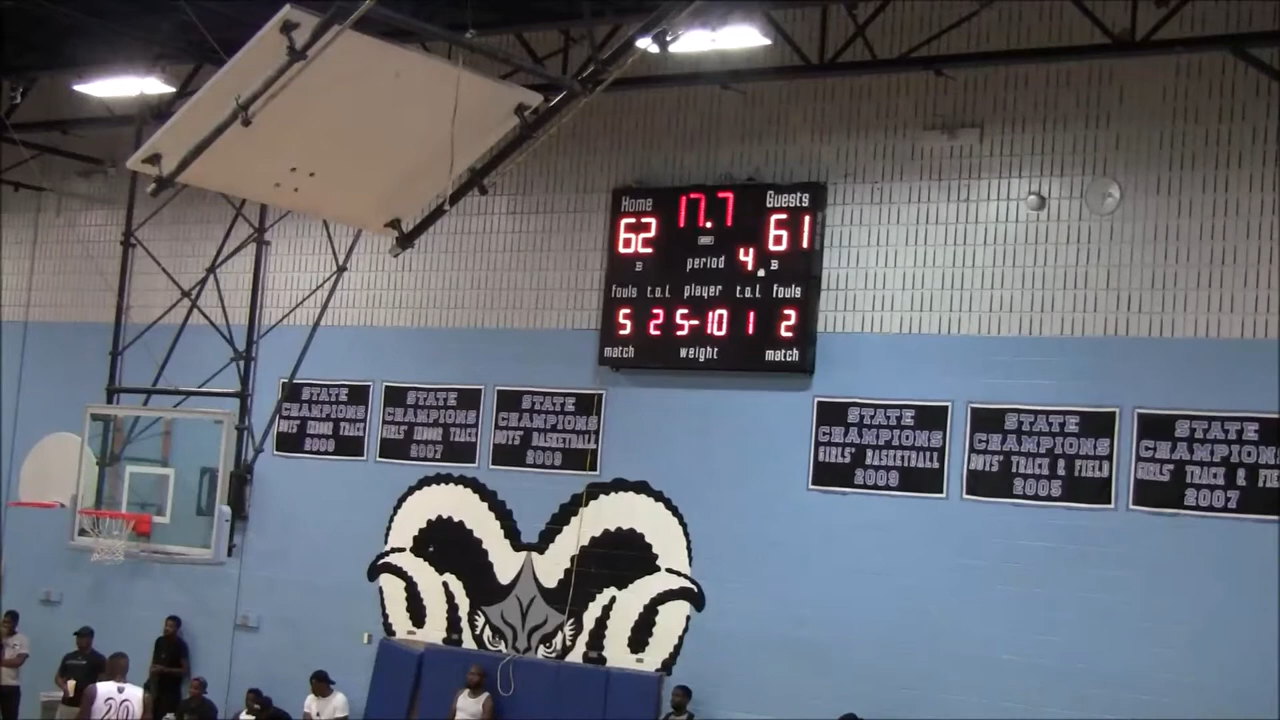 Home 17.7 Guests
62 61
B period 4 B
fouls t.o.l. player t.o.l. fouls
5 2 5-10 1 2
match weight match
STATE
CHAMPIONS
BOYS' INDOOR TRACK
STATE
CHAMPIONS
GIRLS' INDOOR TRACK
2007
STATE
CHAMPIONS
BOYS' BASKETBALL
2009
STATE
CHAMPIONS
GIRLS' BASKETBALL
2009
STATE
CHAMPIONS
BOYS' TRACK & FIELD
2005
STATE
CHAMPIONS
GIRLS' TRACK & FIE
2007
20